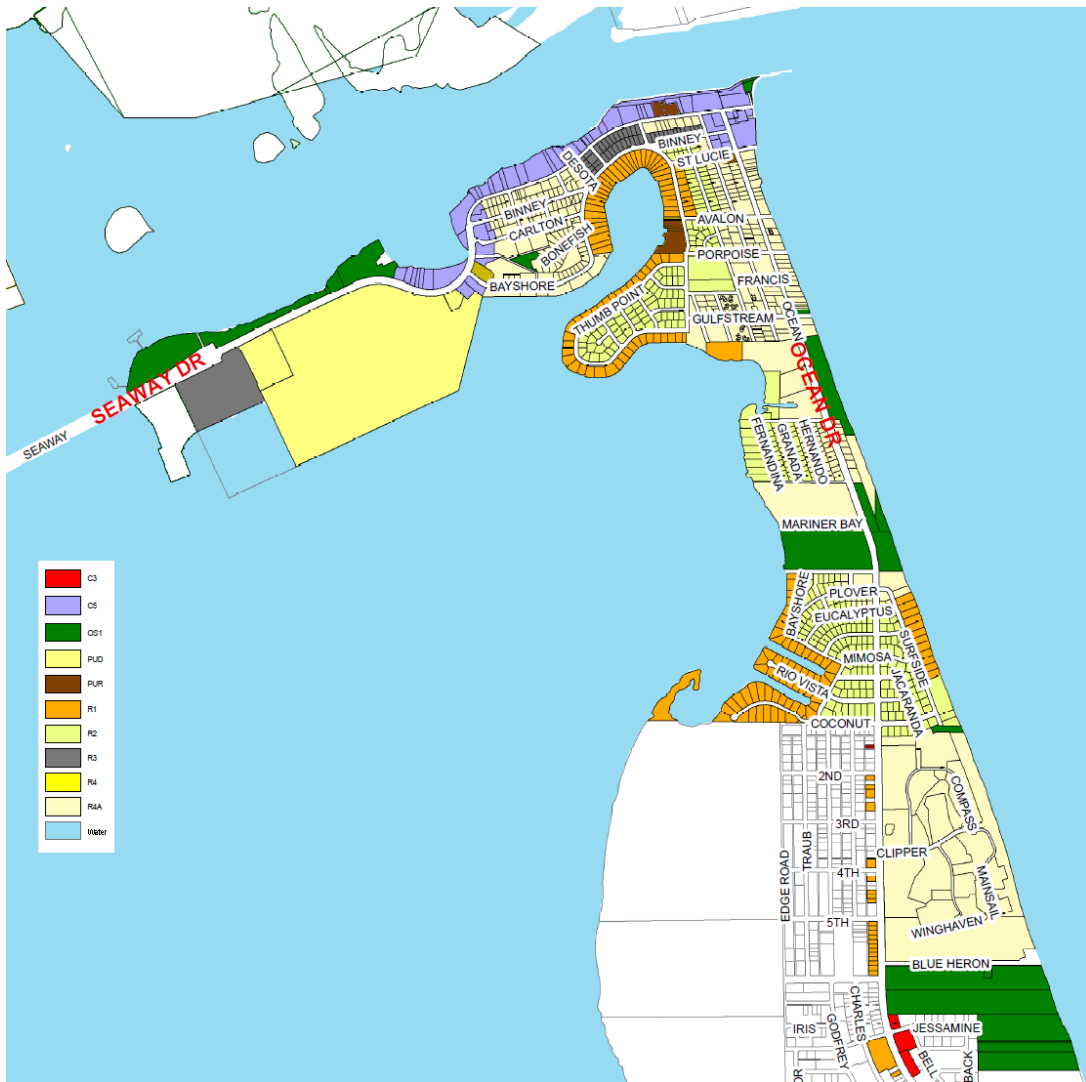 BINNEY
ST LUCIE
DESOTA
BINNEY
CARLTON
BONEFISH
BAYSHORE
AVALON
PORPOISE
FRANCIS
THUMB POINT
GULFSTREAM
OCEAN
OCEAN DR
SEAWAY DR
SEAWAY
FERNANDINA
GRANADA
HERNANDO
MARINER BAY
C3
C5
OS1
PUD
PUR
R1
R2
R3
R4
R4A
Water
BAYSHORE
PLOVER
EUCALYPTUS
SURFSIDE
MIMOSA
RIO VISTA
JACARANDA
COCONUT
2ND
COMPASS
3RD
TRAUB
EDGE ROAD
CLIPPER
4TH
MAINSAIL
5TH
WINGHAVEN
BLUE HERON
CHARLES
GODFREY
IRIS
JESSAMINE
BELL
BACK
OR